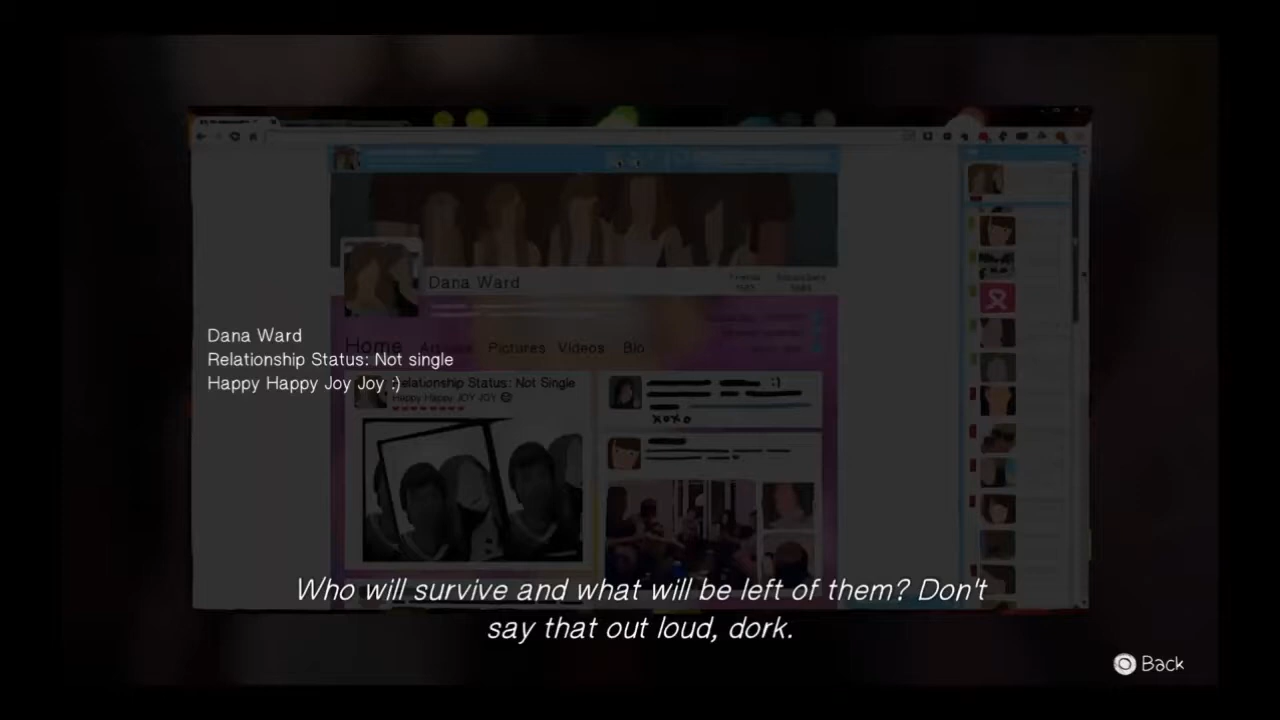 Dana Ward
Friends
Home
Pictures Videos Bio
Relationship Status: Not Single
Happy Happy JOY JOY
:)
xoxo
Dana Ward
Relationship Status: Not single
Happy Happy Joy Joy :)
Who will survive and what will be left of them? Don't
say that out loud, dork.
Back